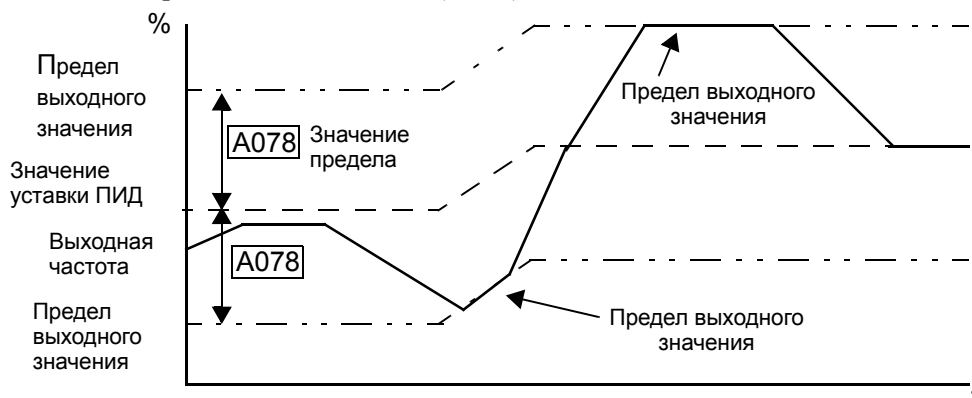 %
Предел
выходного
значения
A078
Значение
предела
Предел выходного
значения
Значение
уставки ПИД
Выходная
частота
A078
Предел
выходного
значения
Предел выходного
значения